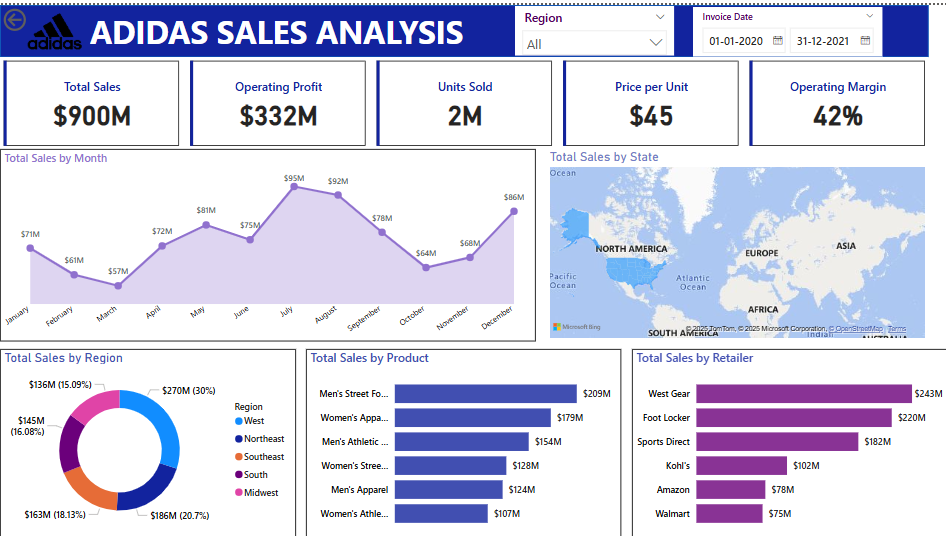 adidas
ADIDAS SALES ANALYSIS
Region
All
Invoice Date
01-01-2020
31-12-2021
Total Sales
$900M
Operating Profit
$332M
Units Sold
2M
Price per Unit
$45
Operating Margin
42%
Total Sales by Month
$71M
$61M
$57M
$72M
$81M
$75M
$95M
$92M
$78M
$64M
$68M
$86M
January
February
March
April
May
June
July
August
September
October
November
December
Total Sales by State
Ocean
NORTH AMERICA
EUROPE
ASIA
Pacific
Ocean
Atlantic
Ocean
AFRICA
Microsoft Bing
SOUTH AMERICA
Indian
AUSTRALIA
© 2025 TomTom, © 2025 Microsoft Corporation, © OpenStreetMap Terms
Total Sales by Region
$136M (15.09%)
$270M (30%)
$145M
(16.08%)
$163M (18.13%)
$186M (20.7%)
Region
West
Northeast
Southeast
South
Midwest
Total Sales by Product
Men's Street Fo... $209M
Women's Appa... $179M
Men's Athletic ... $154M
Women's Stree... $128M
Men's Apparel $124M
Women's Athle... $107M
Total Sales by Retailer
West Gear $243M
Foot Locker $220M
Sports Direct $182M
Kohl's $102M
Amazon $78M
Walmart $75M